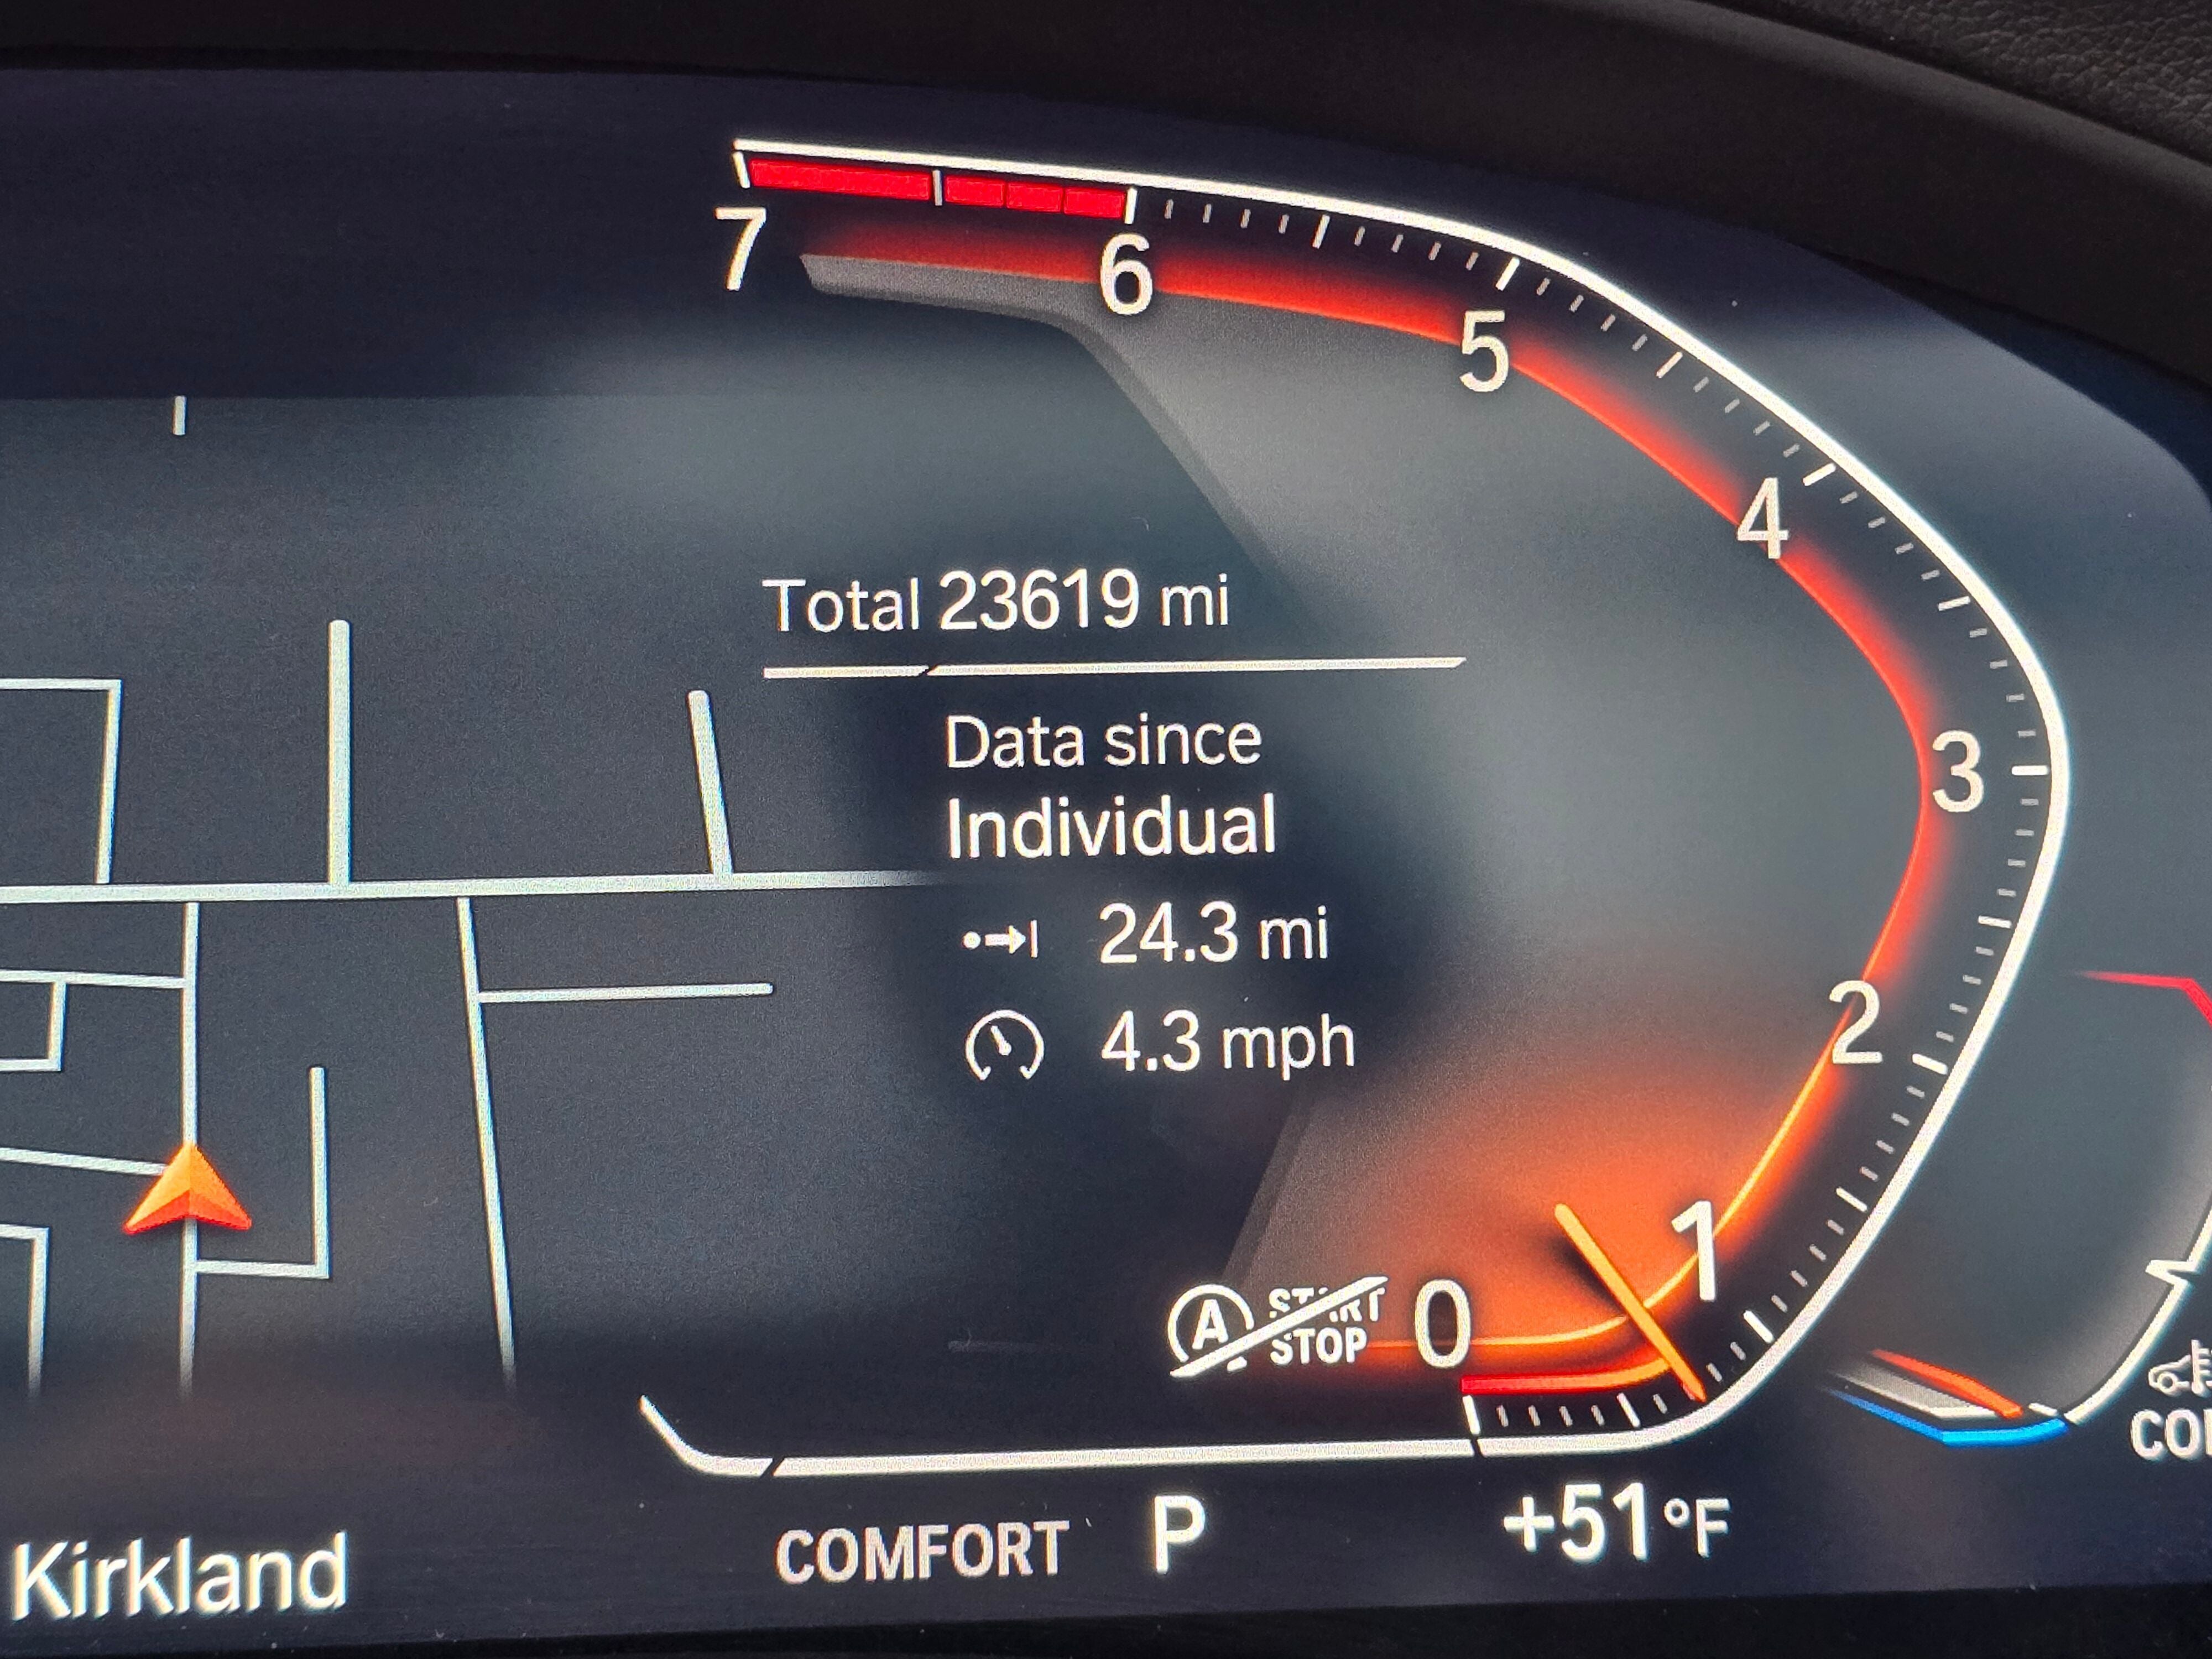 7
6
5
4
Total 23619 mi
Data since
3
Individual
24.3 mi
2
4.3 mph
1
A START STOP
0
COMFORT P +51°F
Kirkland